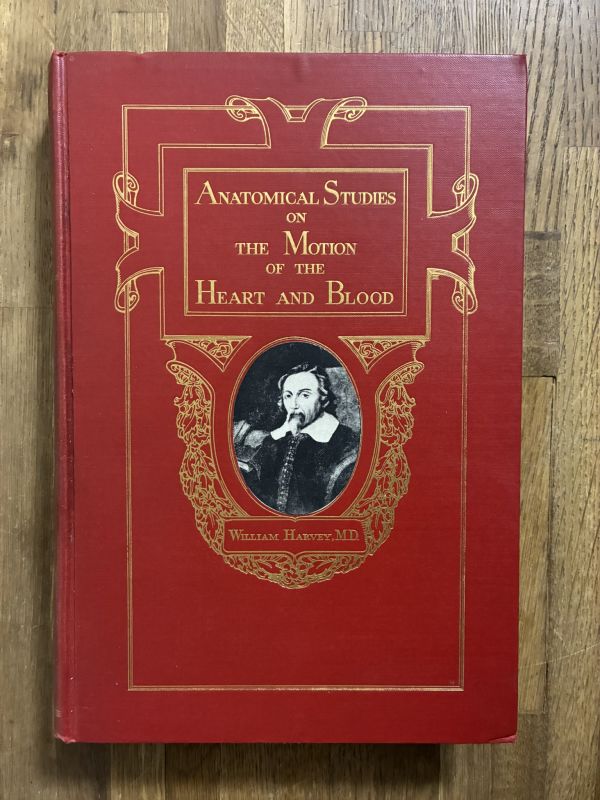 ANATOMICAL STUDIES
ON
THE MOTION
OF THE
HEART AND BLOOD
WILLIAM HARVEY, M.D.